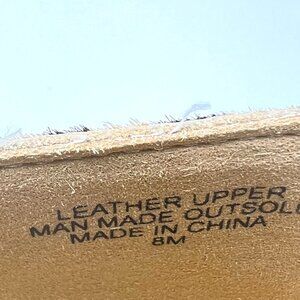 LEATHER UPPER
MAN MADE OUTSOL
MADE IN CHINA
8M